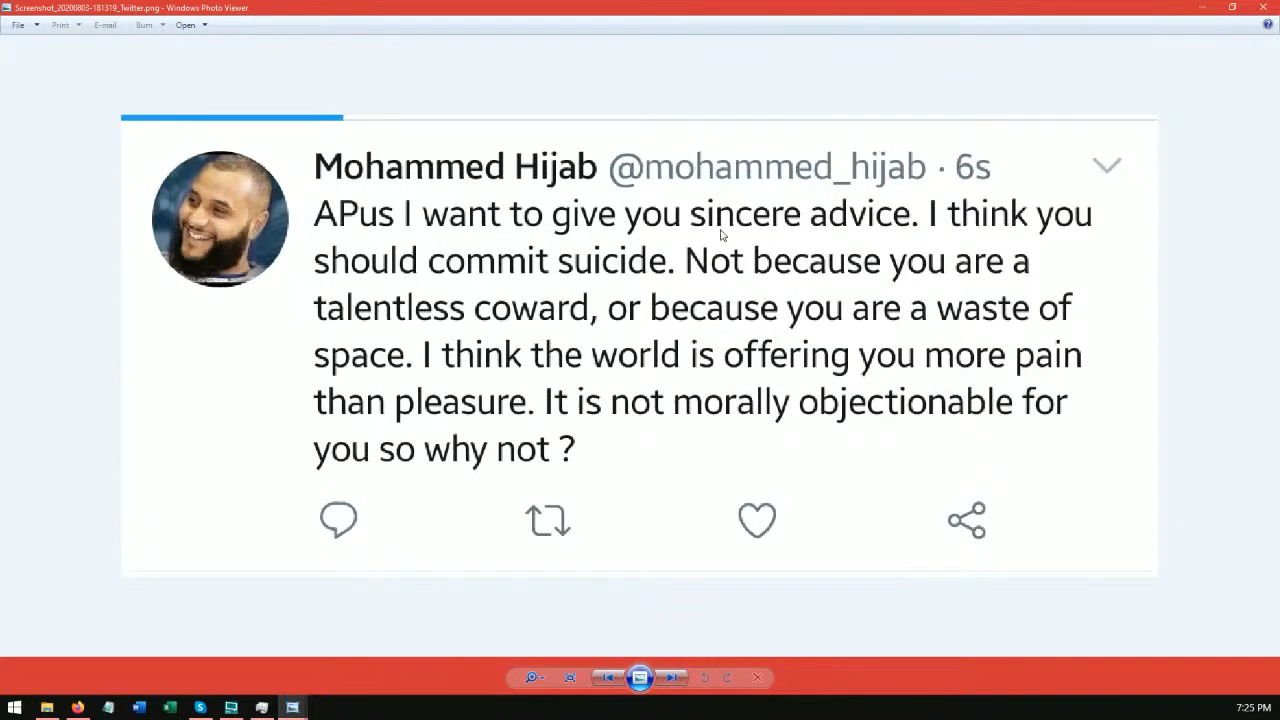 Screenshot_20200803-181319_Twitter.png - Windows Photo Viewer
File Print E-mail Burn Open
Mohammed Hijab @mohammed_hijab · 6s
APus I want to give you sincere advice. I think you
should commit suicide. Not because you are a
talentless coward, or because you are a waste of
space. I think the world is offering you more pain
than pleasure. It is not morally objectionable for
you so why not ?
7:25 PM